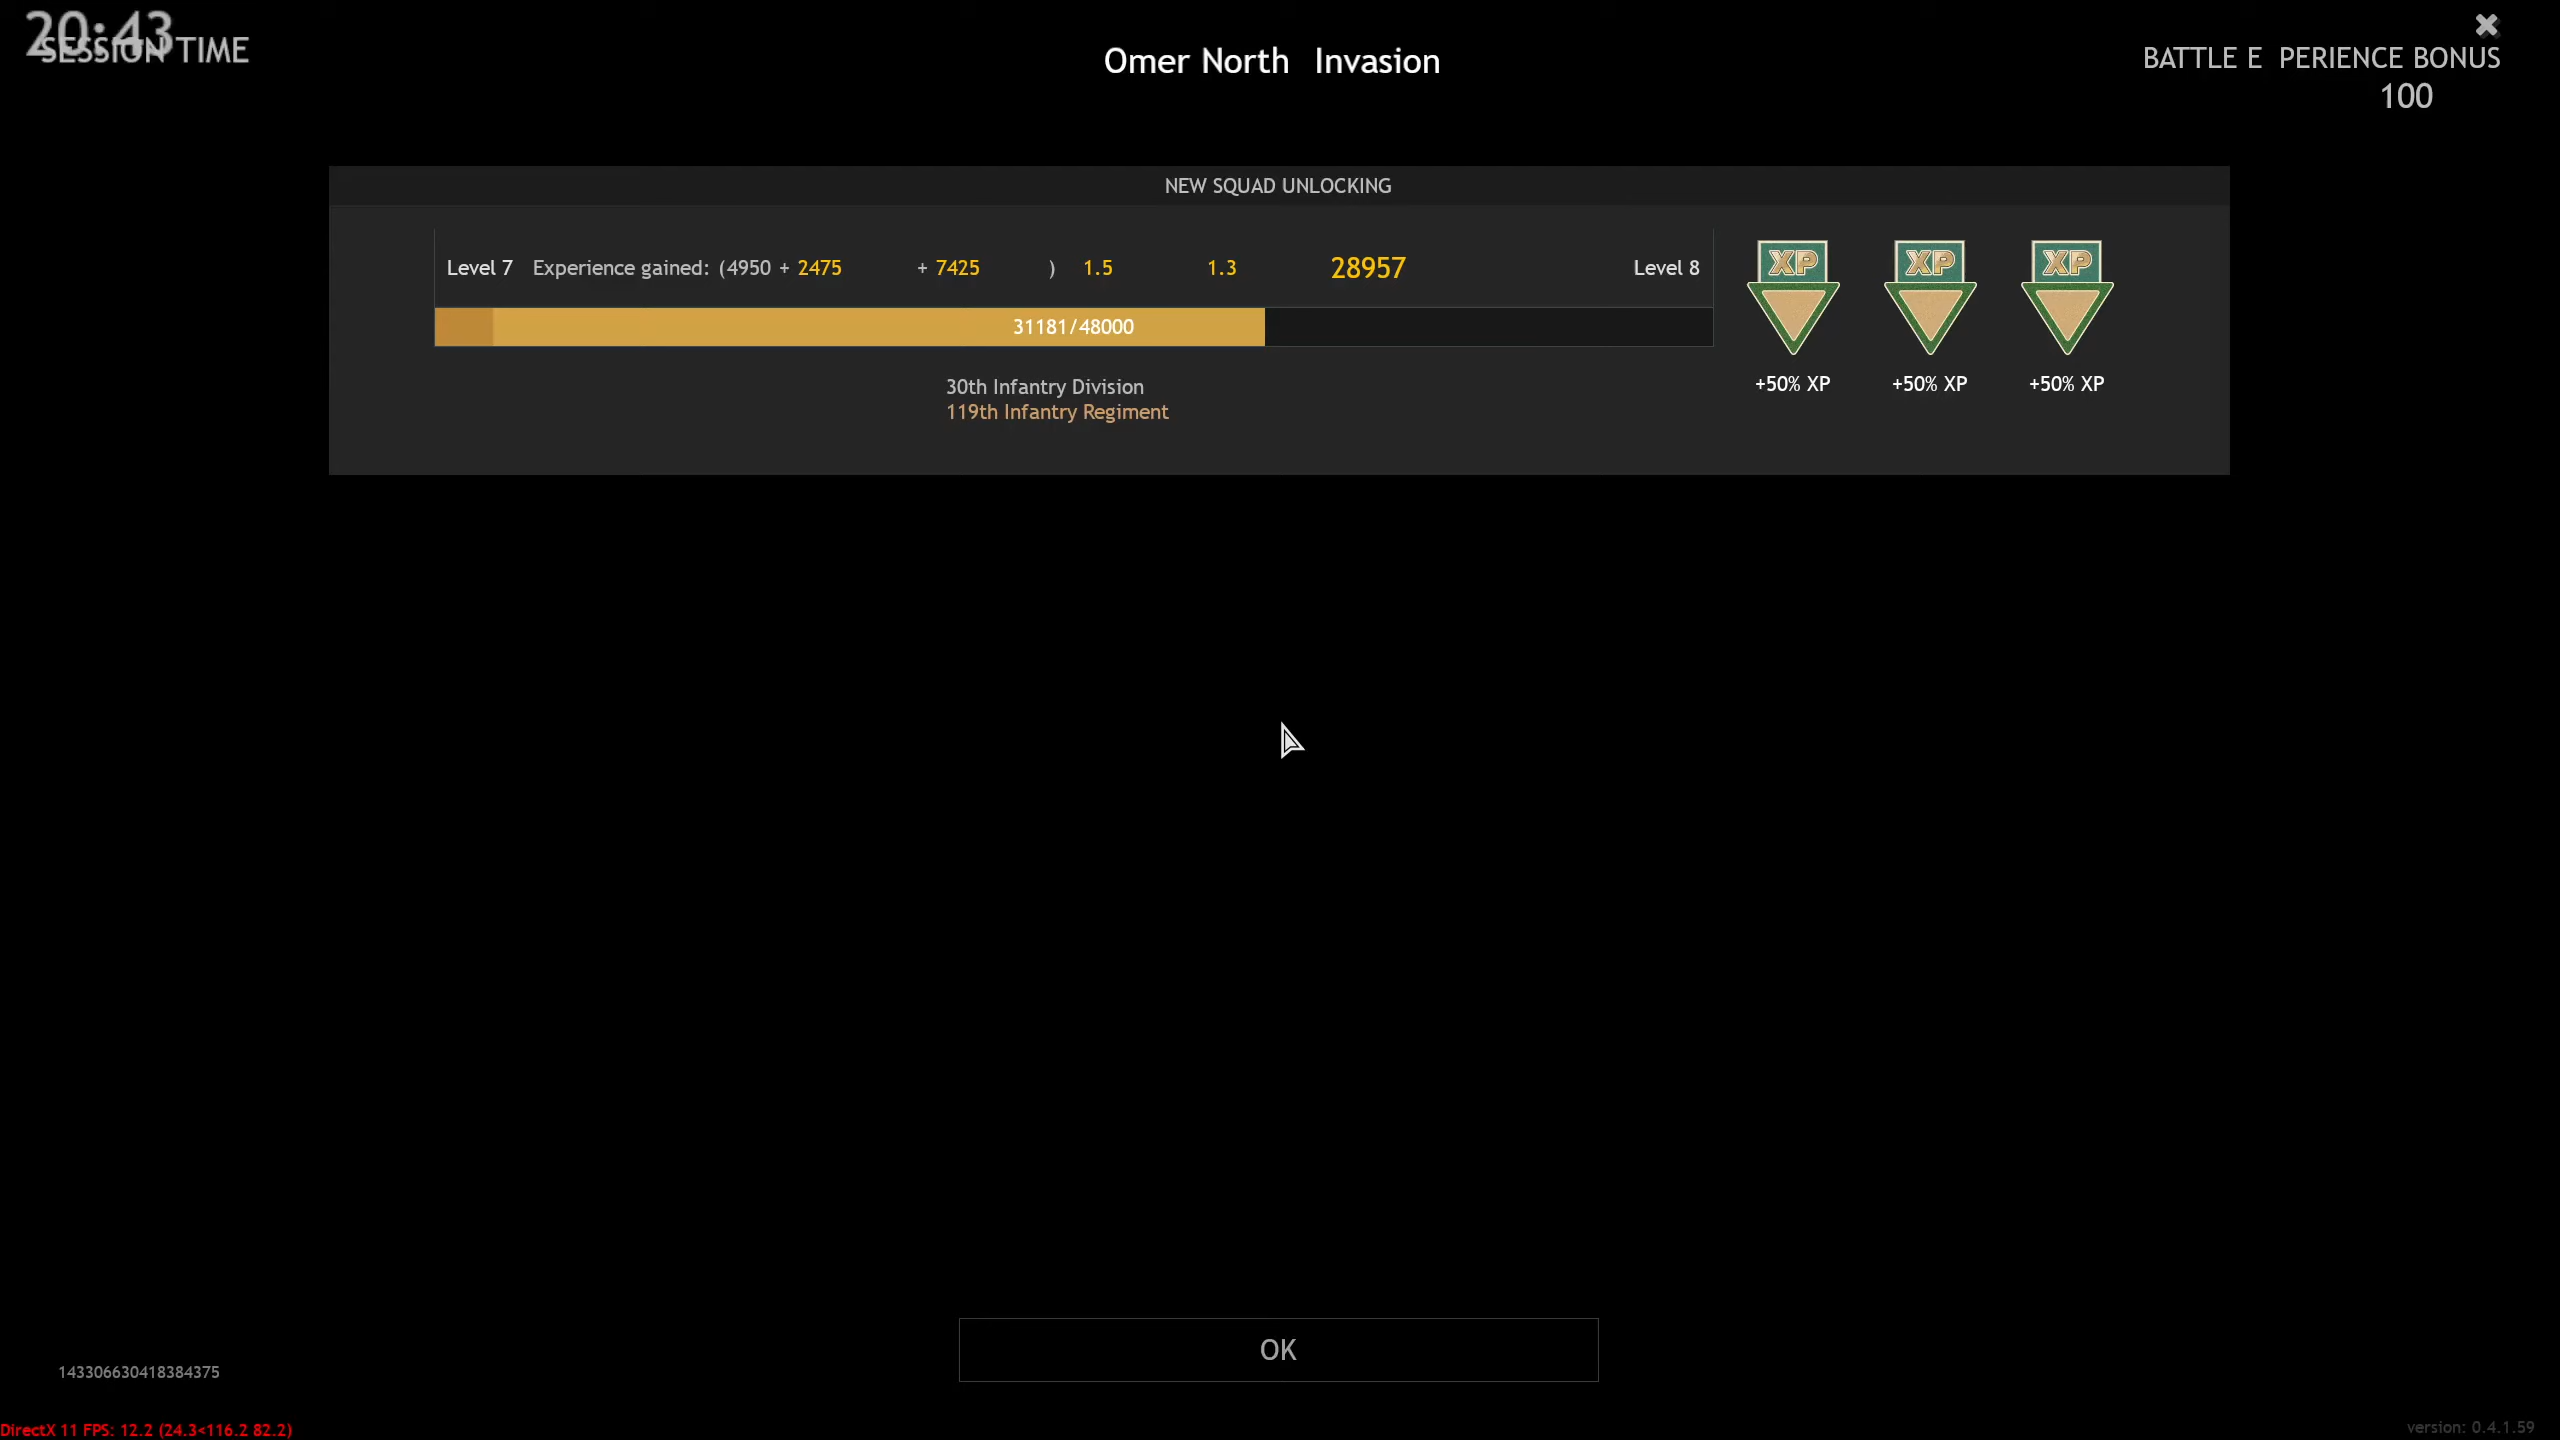 20:43
SESSION TIME
Omer North Invasion
BATTLE E PERIENCE BONUS
100
NEW SQUAD UNLOCKING
Level 7 Experience gained: (4950 + 2475 + 7425 ) 1.5 1.3 28957 Level 8
XP XP XP
31181/48000
+50% XP +50% XP +50% XP
30th Infantry Division
119th Infantry Regiment
OK
143306630418384375
DirectX 11 FPS: 12.2 (24.3<116.2 82.2)
version: 0.4.1.59